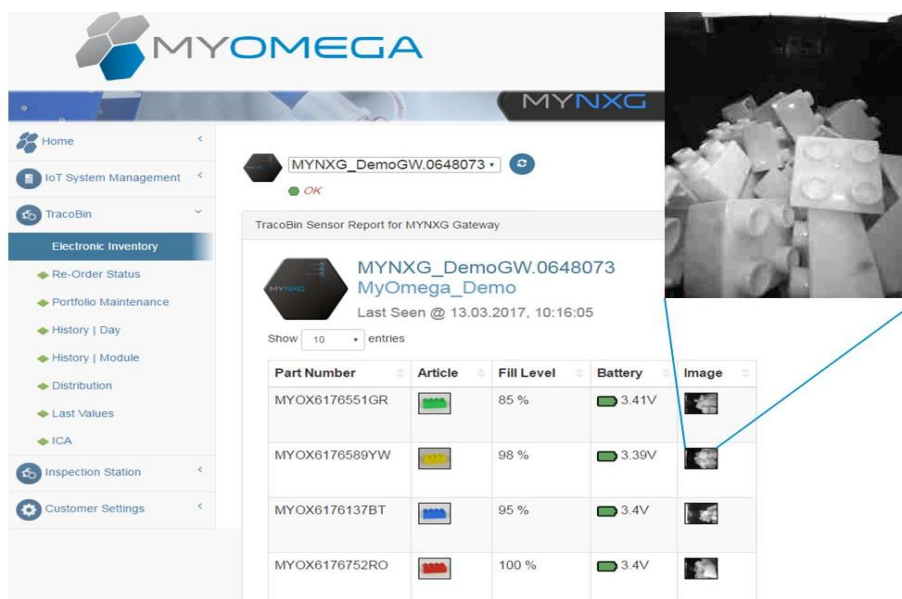 MYOMEGA
MYNXG
Home
IoT System Management
TracoBin
Electronic Inventory
Re-Order Status
Portfolio Maintenance
History | Day
History | Module
Distribution
Last Values
ICA
Inspection Station
Customer Settings
MYNXG_DemoGW.0648073
OK
TracoBin Sensor Report for MYNXG Gateway
MYNXG
MYNXG_DemoGW.0648073
MyOmega_Demo
Last Seen @ 13.03.2017, 10:16:05
Show 10 entries
Part Number Article Fill Level Battery Image
MYOX6176551GR 85 % 3.41V
MYOX6176589YW 98 % 3.39V
MYOX6176137BT 95 % 3.4V
MYOX6176752RO 100 % 3.4V